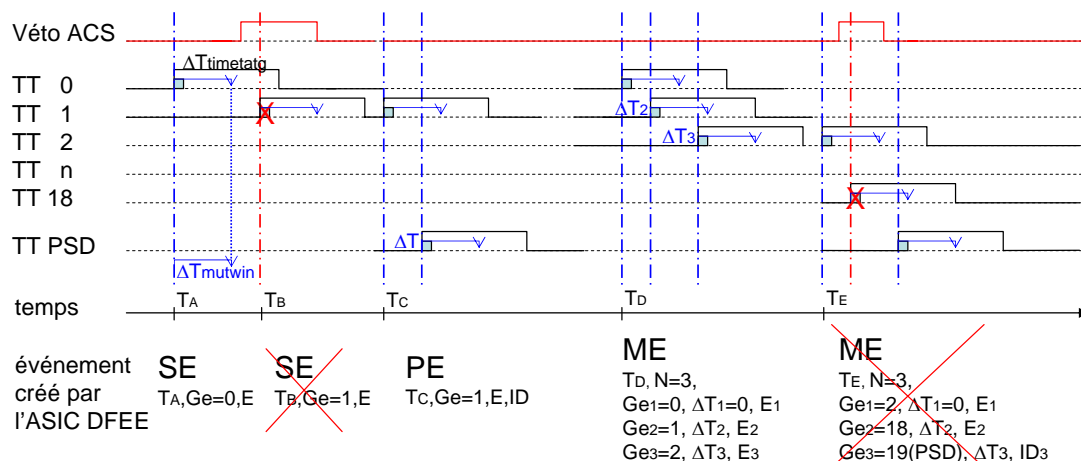 Véto ACS
ΔTtimetatg
TT 0
TT 1
ΔT2
TT 2
ΔT3
TT n
TT 18
TT PSD
ΔT
ΔTmutwin
temps
TA
TB
TC
TD
TE
événement
créé par
l'ASIC DFEE
SE
TA,Ge=0,E
SE
TB,Ge=1,E
PE
TC,Ge=1,E,ID
ME
TD, N=3,
Ge1=0, ΔT1=0, E1
Ge2=1, ΔT2, E2
Ge3=2, ΔT3, E3
ME
TE, N=3,
Ge1=2, ΔT1=0, E1
Ge2=18, ΔT2, E2
Ge3=19(PSD), ΔT3, ID3